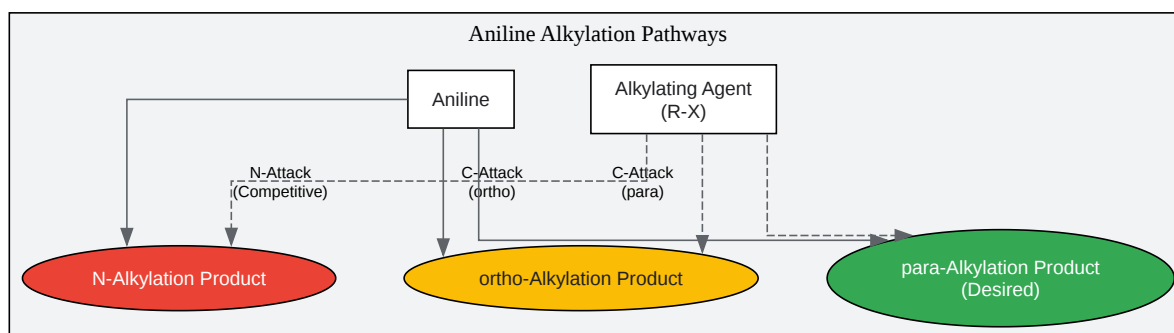 Aniline Alkylation Pathways
Aniline
Alkylating Agent
(R-X)
N-Attack
(Competitive)
C-Attack
(ortho)
C-Attack
(para)
N-Alkylation Product
ortho-Alkylation Product
para-Alkylation Product
(Desired)